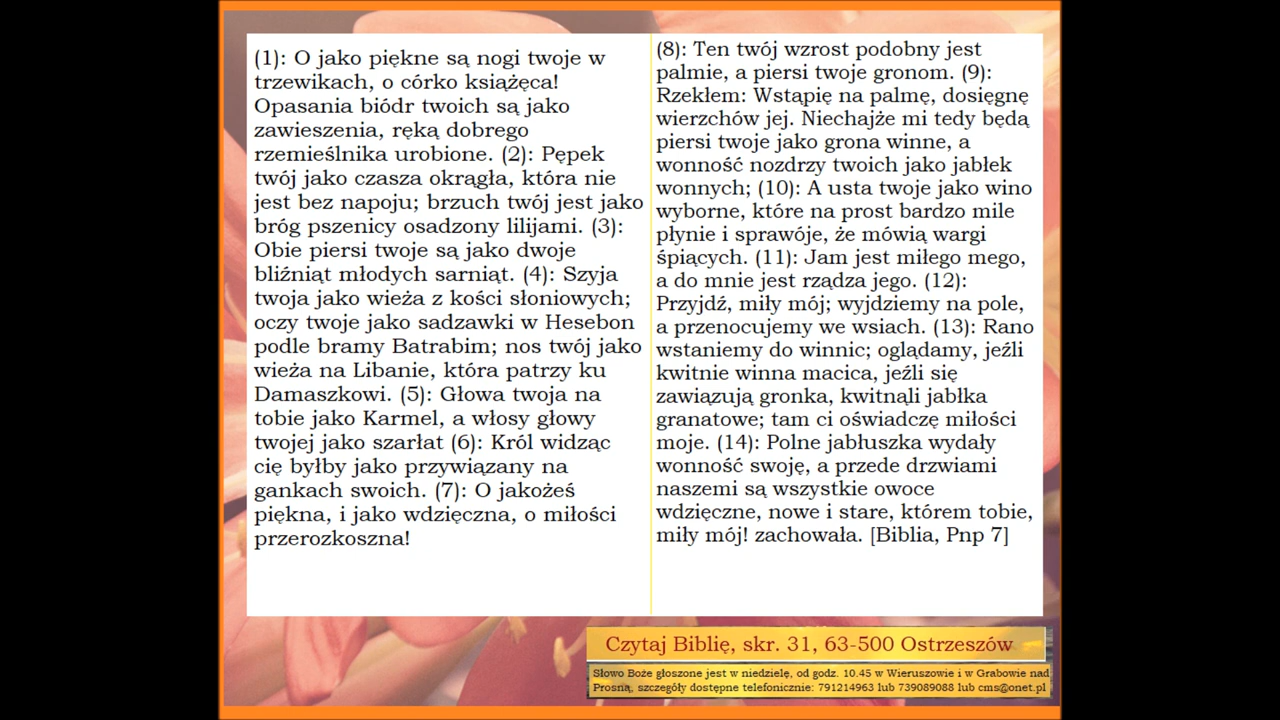 (1): O jako piękne są nogi twoje w
trzewikach, o córko książęca!
Opasania biódr twoich są jako
zawieszenia, ręką dobrego
rzemieślnika urobione. (2): Pępek
twój jako czasza okrągła, która nie
jest bez napoju; brzuch twój jest jako
bróg pszenicy osadzony lilijami. (3):
Obie piersi twoje są jako dwoje
bliźniąt młodych sarniąt. (4): Szyja
twoja jako wieża z kości słoniowych;
oczy twoje jako sadzawki w Hesebon
podle bramy Batrabim; nos twój jako
wieża na Libanie, która patrzy ku
Damaszkowi. (5): Głowa twoja na
tobie jako Karmel, a włosy głowy
twojej jako szarłat (6): Król widząc
cię byłby jako przywiązany na
gankach swoich. (7): O jakożeś
piękna, i jako wdzięczna, o miłości
przerozkoszna!
(8): Ten twój wzrost podobny jest
palmie, a piersi twoje gronom. (9):
Rzekłem: Wstąpię na palmę, dosięgnę
wierzchów jej. Niechajże mi tedy będą
piersi twoje jako grona winne, a
wonność nozdrzy twoich jako jabłek
wonnych; (10): A usta twoje jako wino
wyborne, które na prost bardzo mile
płynie i sprawóje, że mówią wargi
śpiących. (11): Jam jest miłego mego,
a do mnie jest rządza jego. (12):
Przyjdź, miły mój; wyjdziemy na pole,
a przenocujemy we wsiach. (13): Rano
wstaniemy do winnic; oglądamy, jeźli
kwitnie winna macica, jeźli się
zawiązują gronka, kwitnąli jabłka
granatowe; tam ci oświadczę miłości
moje. (14): Polne jabłuszka wydały
wonność swoję, a przede drzwiami
naszemi są wszystkie owoce
wdzięczne, nowe i stare, którem tobie,
miły mój! zachowała. [Biblia, Pnp 7]
Czytaj Biblię, skr. 31, 63-500 Ostrzeszów
Słowo Boże głoszone jest w niedzielę, od godz. 10.45 w Wieruszowie i w Grabowie nad
Prosną, szczegóły dostępne telefonicznie: 791214963 lub 739089088 lub cms@onet.pl